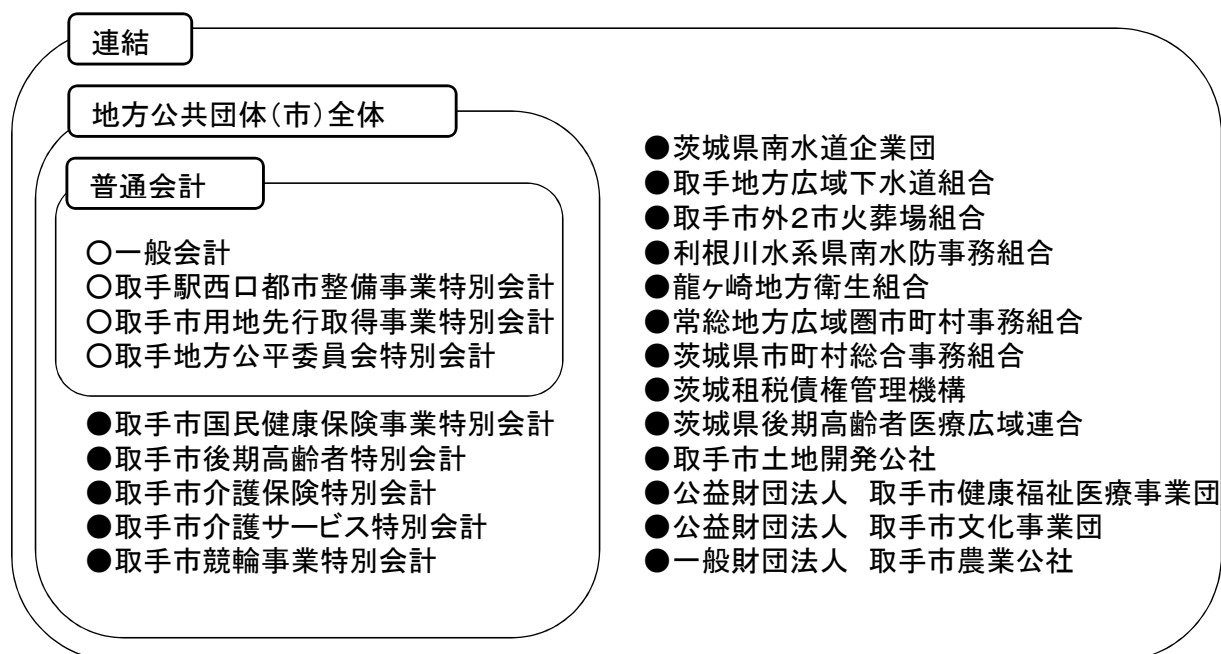 連結
地方公共団体（市）全体
普通会計
○一般会計
○取手駅西口都市整備事業特別会計
○取手市用地先行取得事業特別会計
○取手地方公平委員会特別会計
●取手市国民健康保険事業特別会計
●取手市後期高齢者特別会計
●取手市介護保険特別会計
●取手市介護サービス特別会計
●取手市競輪事業特別会計
●茨城県南水道企業団
●取手地方広域下水道組合
●取手市外２市火葬場組合
●利根川水系県南水防事務組合
●龍ヶ崎地方衛生組合
●常総地方広域圏市町村事務組合
●茨城県市町村総合事務組合
●茨城租税債権管理機構
●茨城県後期高齢者医療広域連合
●取手市土地開発公社
●公益財団法人　取手市健康福祉医療事業団
●公益財団法人　取手市文化事業団
●一般財団法人　取手市農業公社